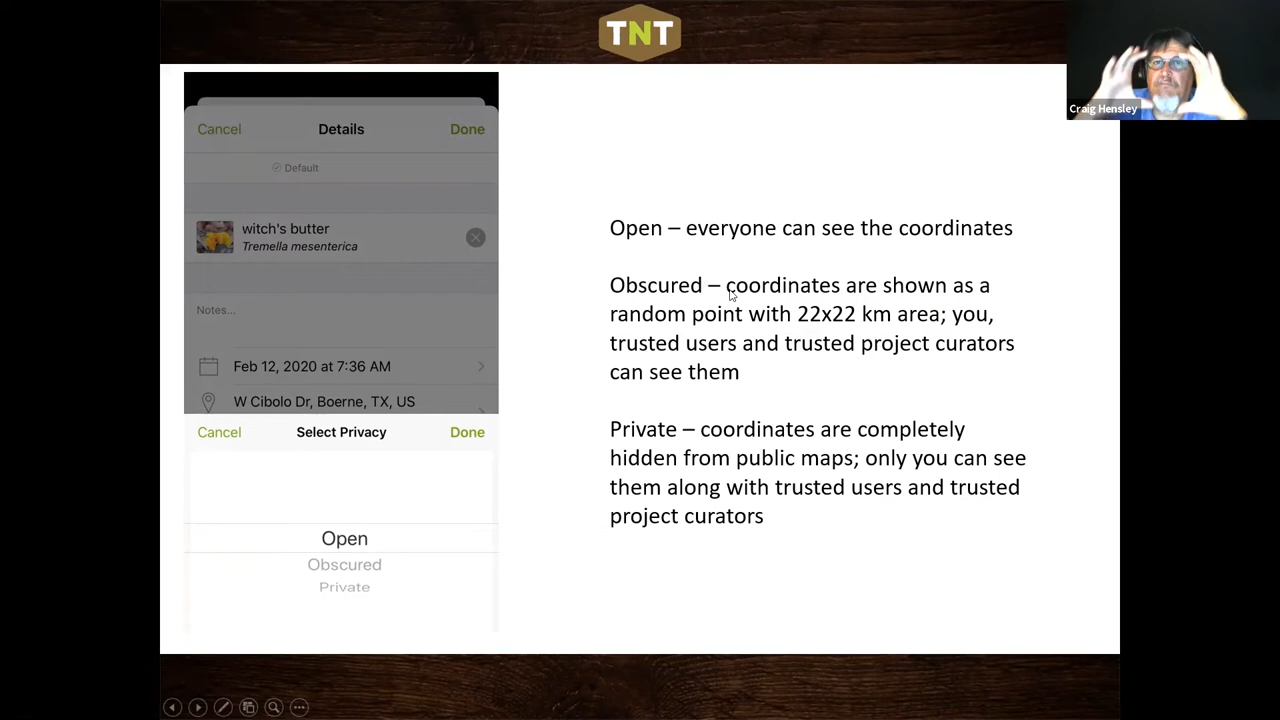 TNT
Craig Hensley
Cancel Details Done
Default
witch's butter
Tremella mesenterica
Notes...
Feb 12, 2020 at 7:36 AM
W Cibolo Dr, Boerne, TX, US
Cancel Select Privacy Done
Open
Obscured
Private
Open – everyone can see the coordinates
Obscured – coordinates are shown as a
random point with 22x22 km area; you,
trusted users and trusted project curators
can see them
Private – coordinates are completely
hidden from public maps; only you can see
them along with trusted users and trusted
project curators